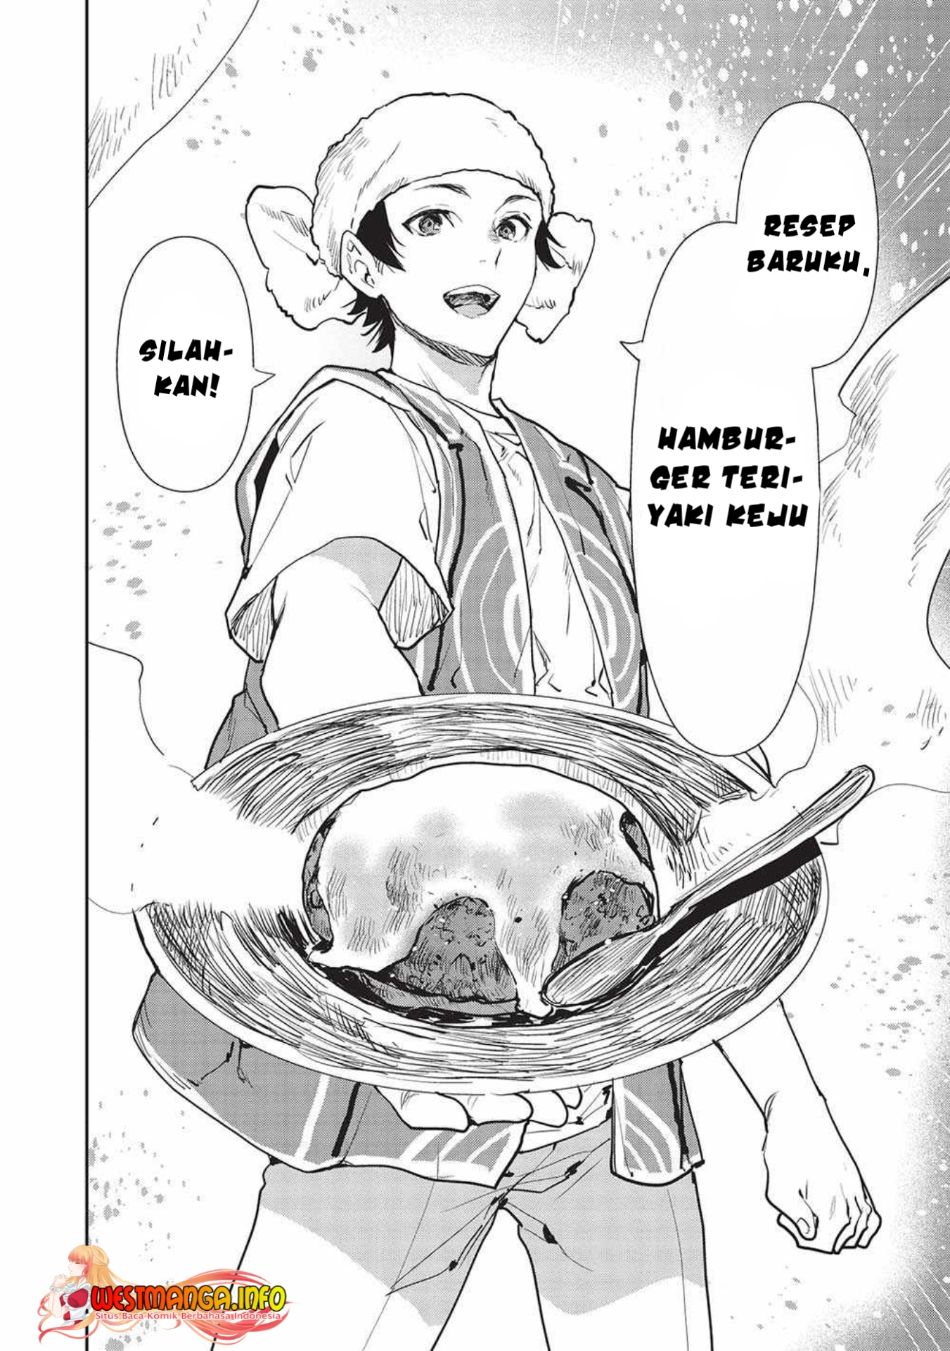 RESEP
BARUKU,
HAMBUR-
GER TERI-
YAKI KEJU
SILAH-
KAN!
WESTMANGA.INFO
Situs Baca Komik Berbahasa Indonesia